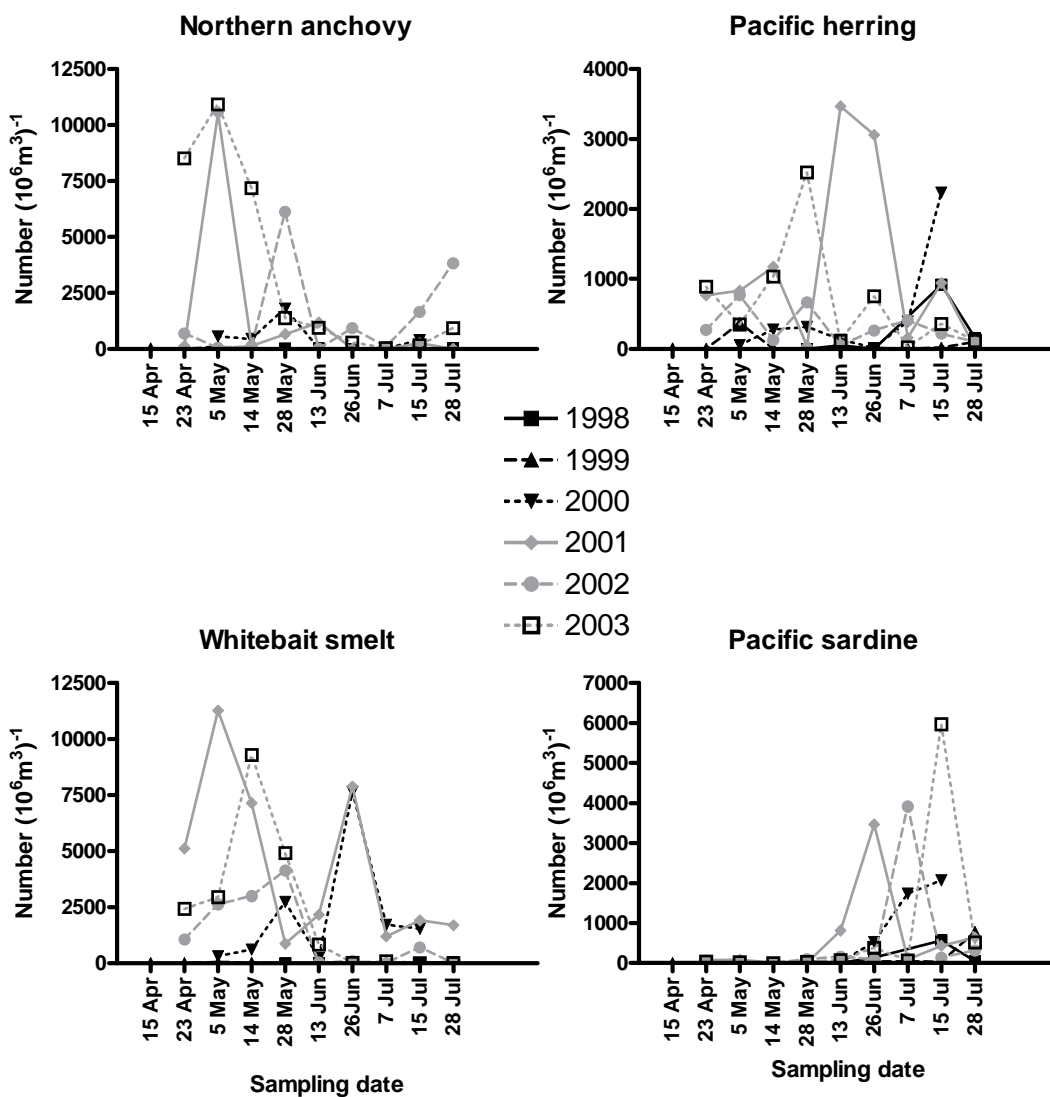 Northern anchovy
Number (10⁶m³)⁻¹
12500
10000
7500
5000
2500
0
15 Apr
23 Apr
5 May
14 May
28 May
13 Jun
26Jun
7 Jul
15 Jul
28 Jul
Pacific herring
Number (10⁶m³)⁻¹
4000
3000
2000
1000
0
15 Apr
23 Apr
5 May
14 May
28 May
13 Jun
26 Jun
7 Jul
15 Jul
28 Jul
1998
1999
2000
2001
2002
2003
Whitebait smelt
Number (10⁶m³)⁻¹
12500
10000
7500
5000
2500
0
15 Apr
23 Apr
5 May
14 May
28 May
13 Jun
26Jun
7 Jul
15 Jul
28 Jul
Sampling date
Pacific sardine
Number (10⁶m³)⁻¹
7000
6000
5000
4000
3000
2000
1000
0
15 Apr
23 Apr
5 May
14 May
28 May
13 Jun
26Jun
7 Jul
15 Jul
28 Jul
Sampling date